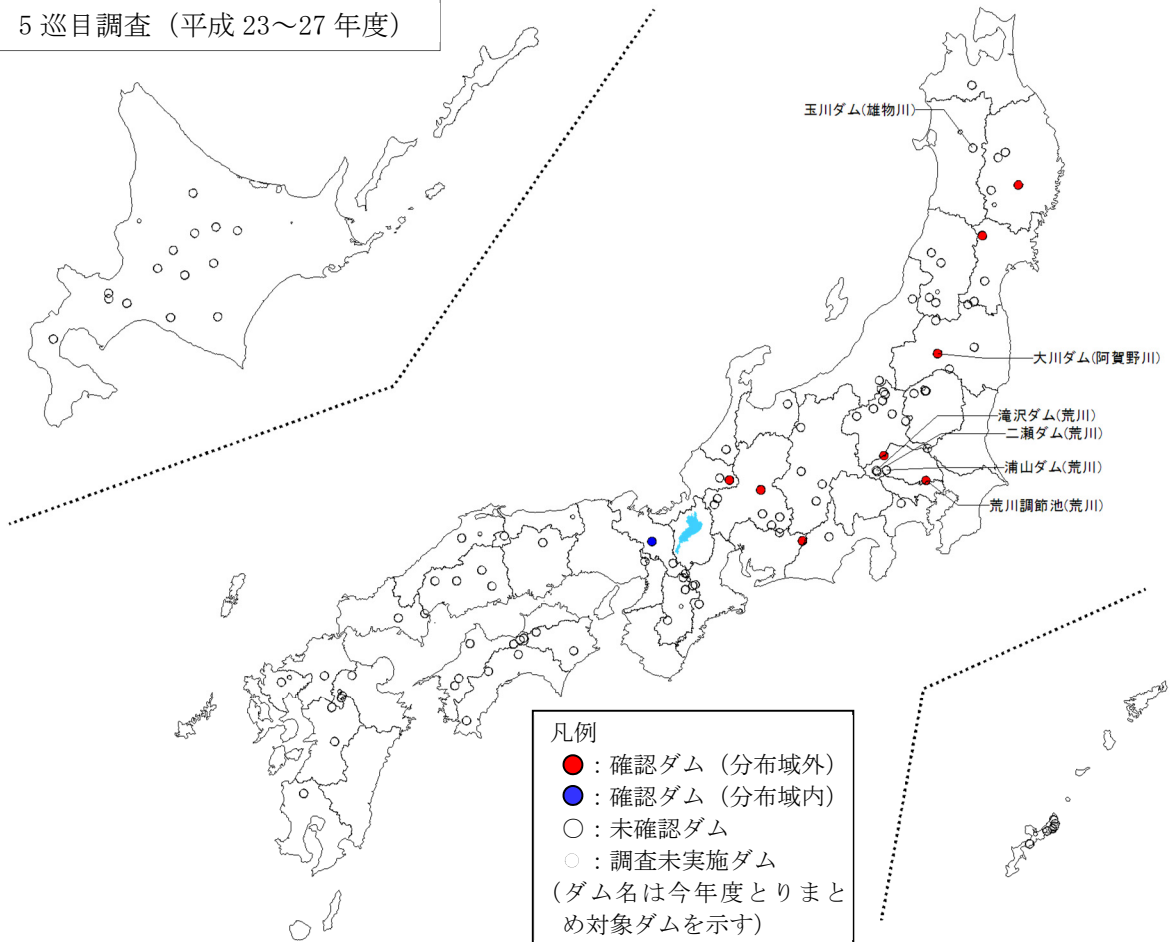 5 巡目調査（平成 23～27 年度）
玉川ダム(雄物川)
大川ダム(阿賀野川)
滝沢ダム(荒川)
二瀬ダム(荒川)
浦山ダム(荒川)
荒川調節池(荒川)
凡例
：確認ダム（分布域外）
：確認ダム（分布域内）
：未確認ダム
：調査未実施ダム
(ダム名は今年度とりまと
め対象ダムを示す)